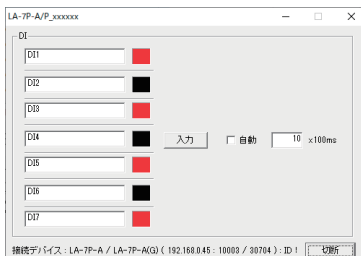 LA-7P-A/P_xxxxxx
DI
DI1
DI2
DI3
DI4
入力
自動
10
x100ms
DI5
DI6
DI7
接続デバイス : LA-7P-A / LA-7P-A(G) ( 192.168.0.45 : 10003 / 30704 ) : ID !
切断